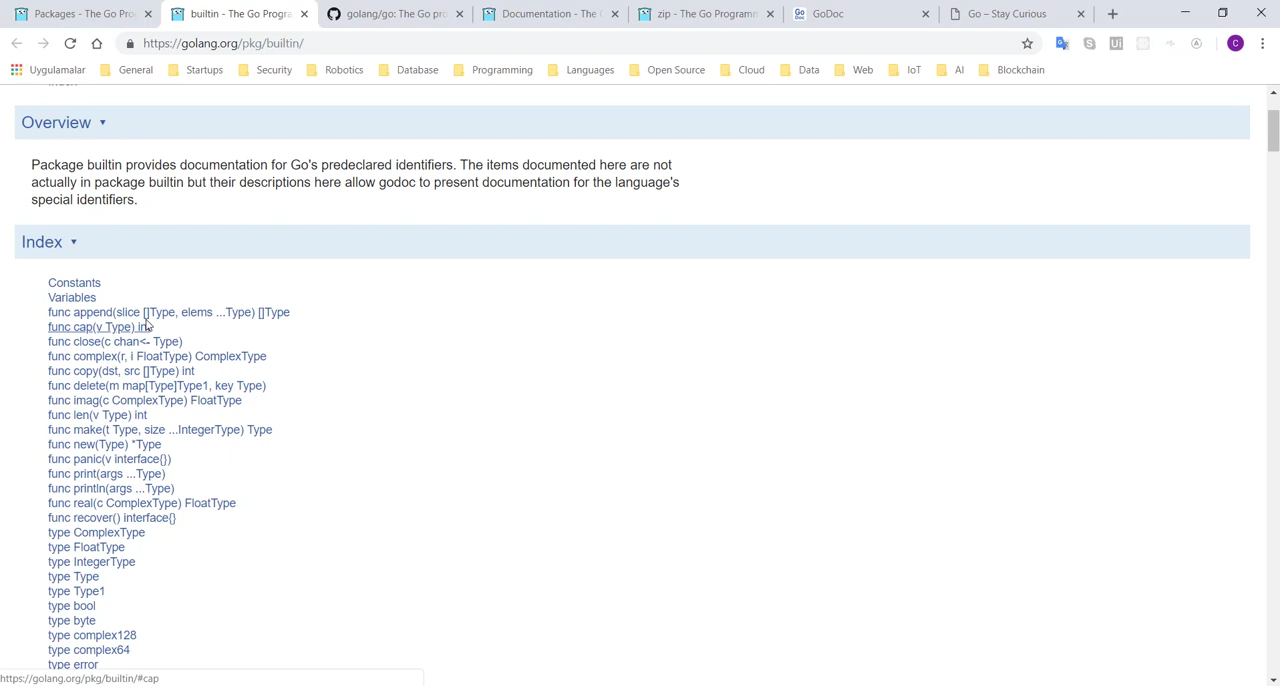 Packages - The Go Pro
builtin - The Go Progra
golang/go: The Go pro
Documentation - The
zip - The Go Programm
GoDoc
Go – Stay Curious
https://golang.org/pkg/builtin/
Uygulamalar
General
Startups
Security
Robotics
Database
Programming
Languages
Open Source
Cloud
Data
Web
IoT
AI
Blockchain
Overview ▾
Package builtin provides documentation for Go's predeclared identifiers. The items documented here are not
actually in package builtin but their descriptions here allow godoc to present documentation for the language's
special identifiers.
Index ▾
Constants
Variables
func append(slice []Type, elems ...Type) []Type
func cap(v Type) int
func close(c chan<- Type)
func complex(r, i FloatType) ComplexType
func copy(dst, src []Type) int
func delete(m map[Type]Type1, key Type)
func imag(c ComplexType) FloatType
func len(v Type) int
func make(t Type, size ...IntegerType) Type
func new(Type) *Type
func panic(v interface{})
func print(args ...Type)
func println(args ...Type)
func real(c ComplexType) FloatType
func recover() interface{}
type ComplexType
type FloatType
type IntegerType
type Type
type Type1
type bool
type byte
type complex128
type complex64
type error
https://golang.org/pkg/builtin/#cap